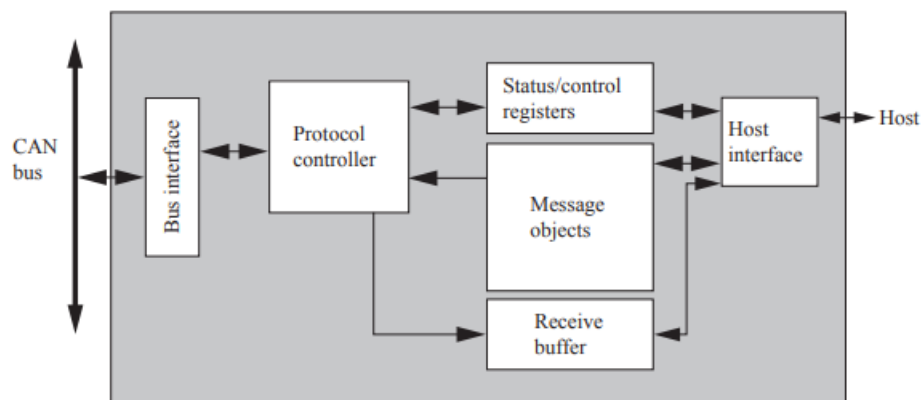 CAN
bus
Bus interface
Protocol
controller
Status/control
registers
Message
objects
Receive
buffer
Host
interface
Host